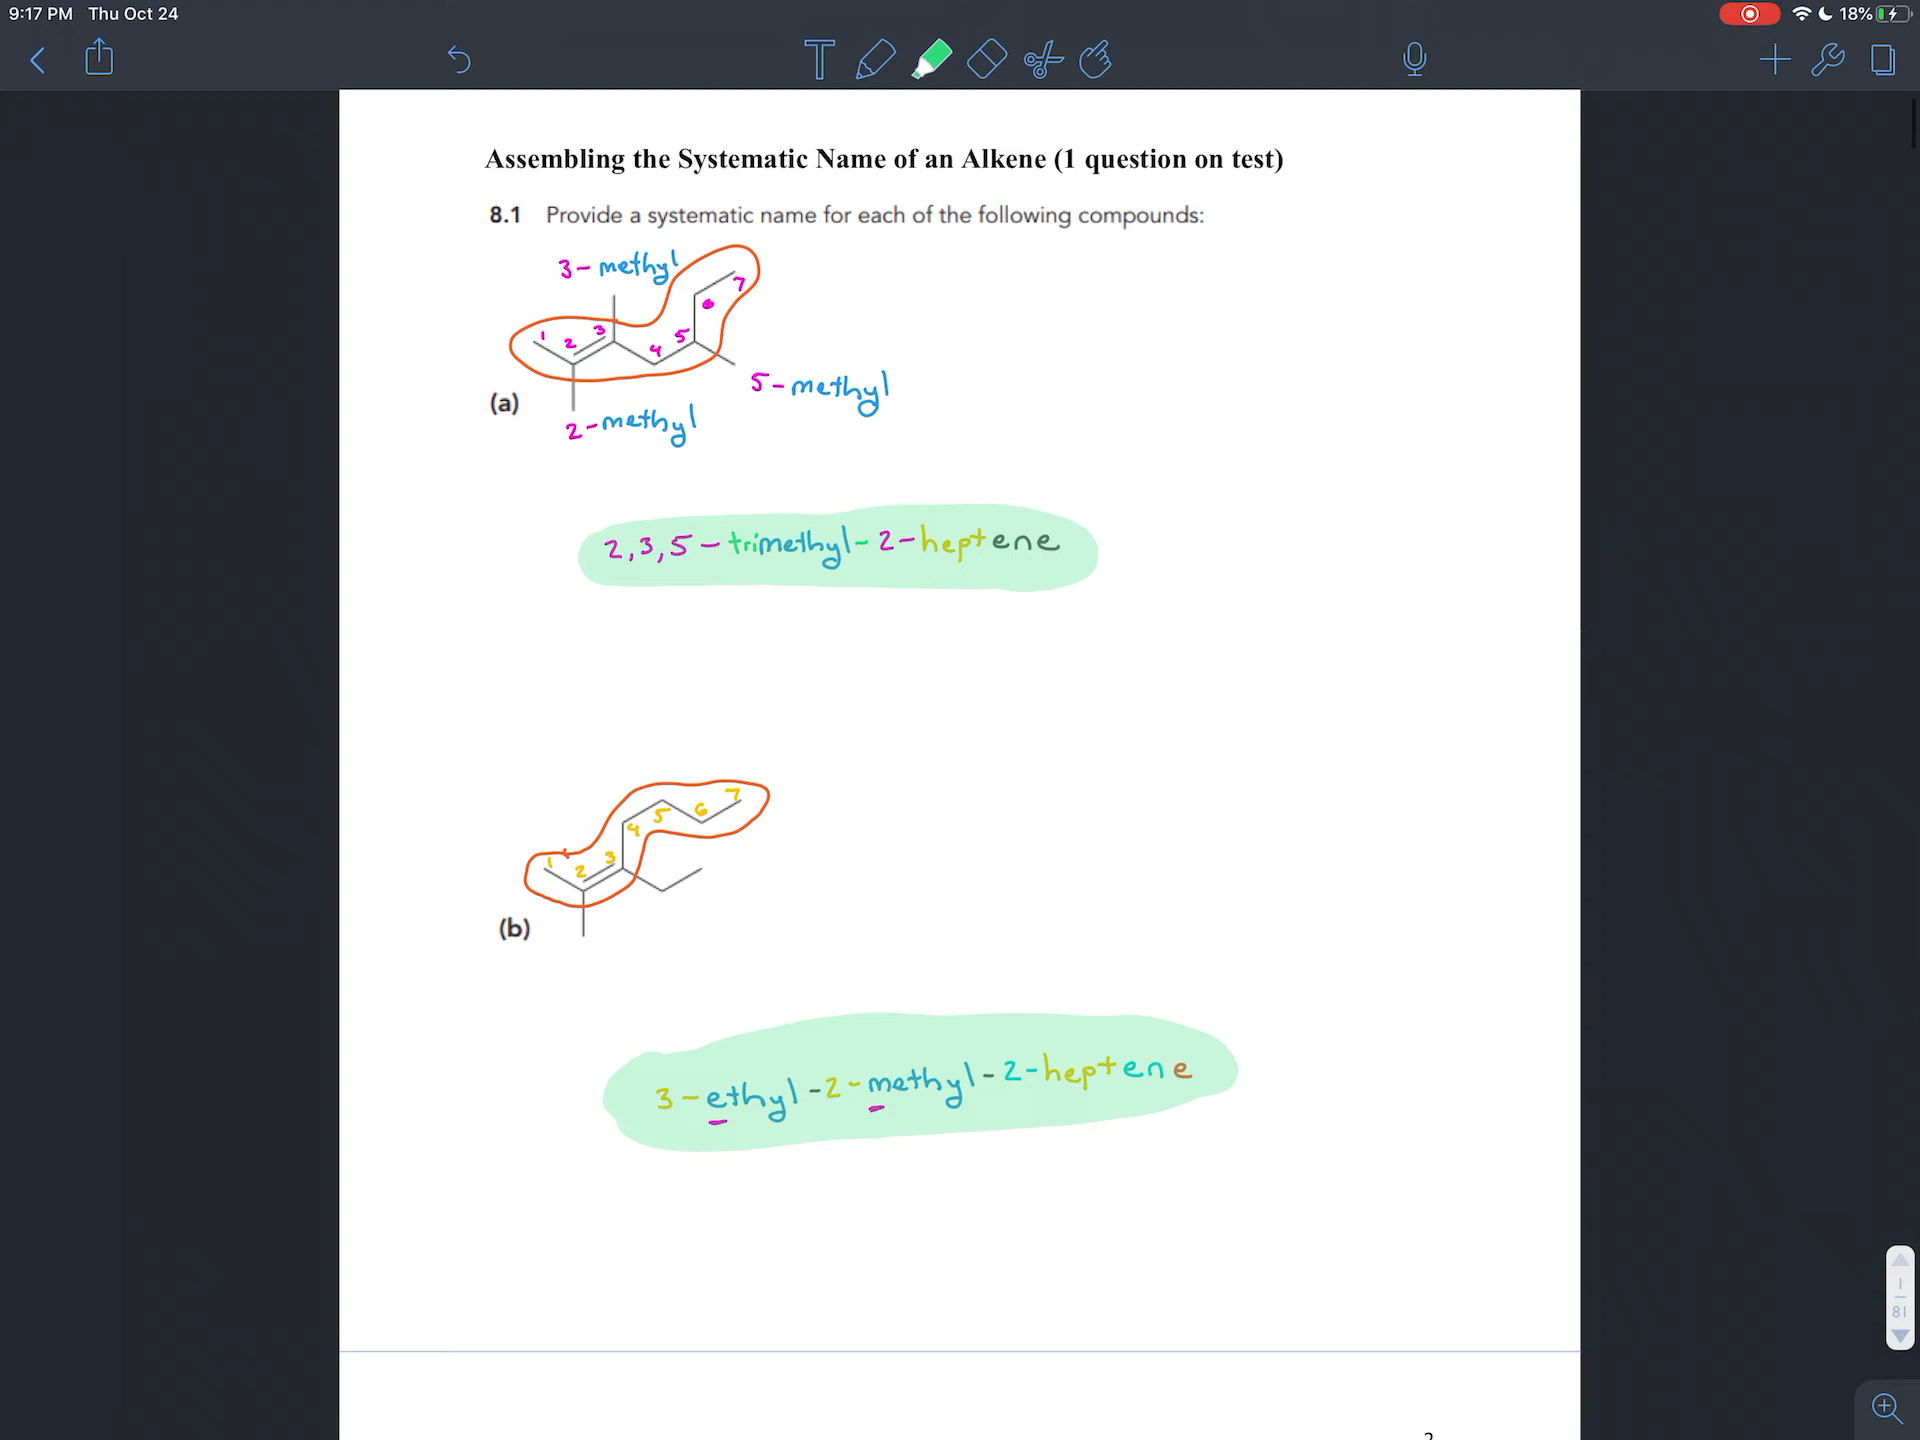 9:17 PM Thu Oct 24
18%
T
Assembling the Systematic Name of an Alkene (1 question on test)
8.1 Provide a systematic name for each of the following compounds:
3-methyl
1 2 3 4 5 6 7
5-methyl
(a)
2-methyl
2,3,5-trimethyl-2-heptene
1 2 3 4 5 6 7
(b)
3-ethyl-2-methyl-2-heptene
1
81